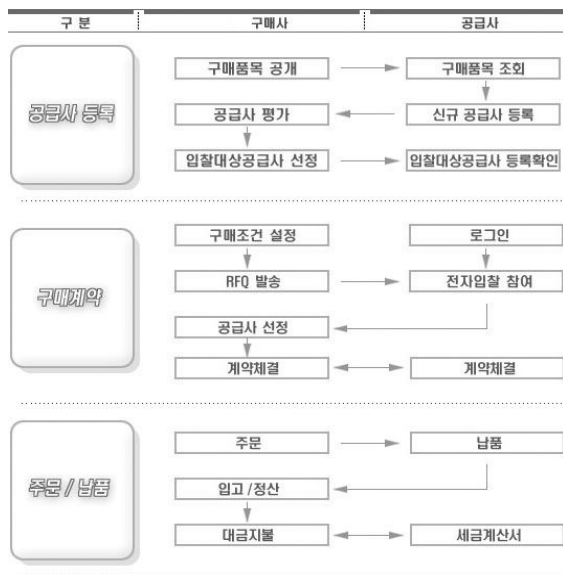 구 분 구매사 공급사
구매품목 공개 구매품목 조회
공급사 등록
공급사 평가 신규 공급사 등록
입찰대상공급사 선정 입찰대상공급사 등록확인
구매조건 설정 로그인
구매계약
RFQ 발송 전자입찰 참여
공급사 선정
계약체결 계약체결
주문 납품
주문 / 납품
입고 /정산
대금지불 세금계산서